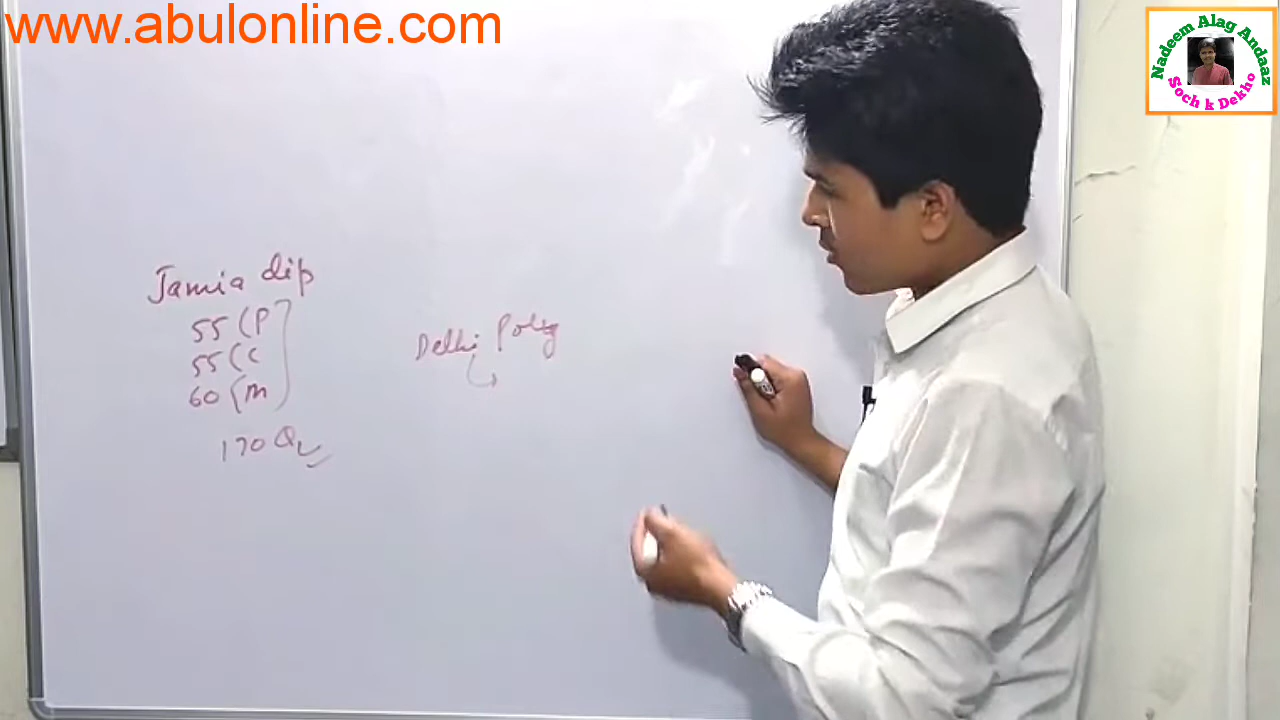 www.abulonline.com
Nadeem Alag Andaaz
Soch k Dekho
Jamia dip
55 (P
55 (C
60 (M
170 Q
Delhi Poly